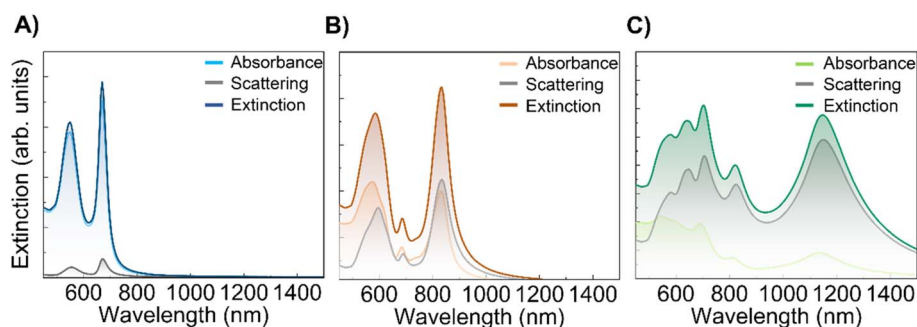 A)
Absorbance
Scattering
Extinction
B)
Absorbance
Scattering
Extinction
C)
Absorbance
Scattering
Extinction
Extinction (arb. units)
600 800 1000 1200 1400
600 800 1000 1200 1400
600 800 1000 1200 1400
Wavelength (nm)
Wavelength (nm)
Wavelength (nm)